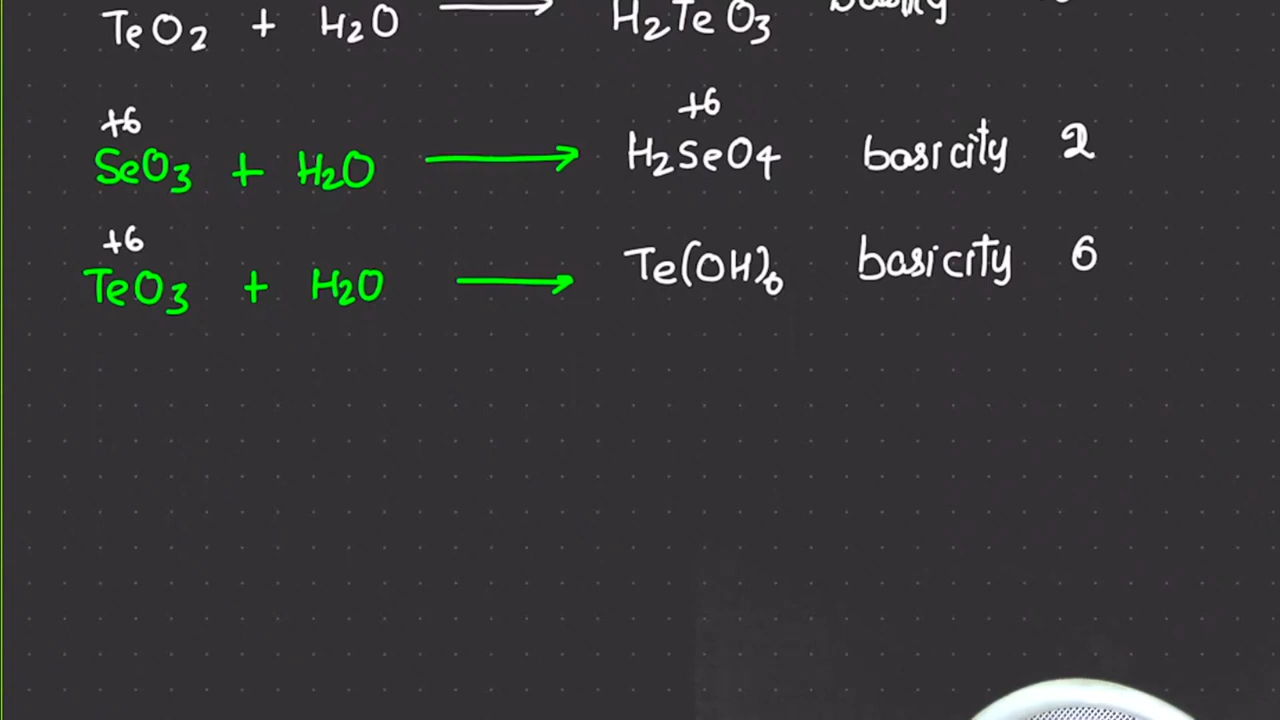 TeO2 + H2O ⟶ H2TeO3
+6 +6
SeO3 + H2O ⟶ H2SeO4 basicity 2
+6
TeO3 + H2O ⟶ Te(OH)6 basicity 6